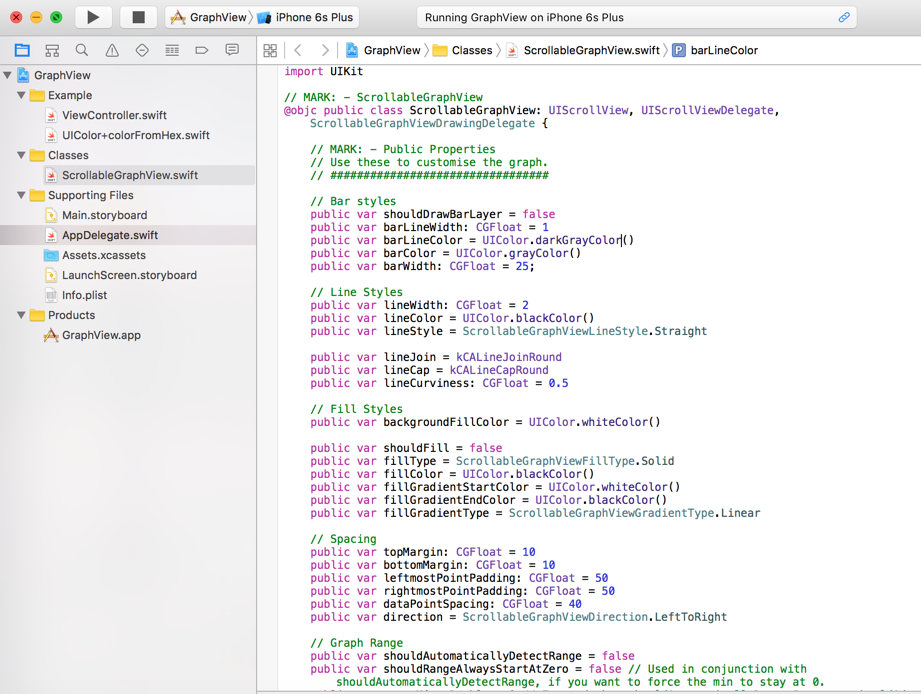 GraphView iPhone 6s Plus
Running GraphView on iPhone 6s Plus
GraphView Classes ScrollableGraphView.swift P barLineColor
GraphView
Example
ViewController.swift
UIColor+colorFromHex.swift
Classes
ScrollableGraphView.swift
Supporting Files
Main.storyboard
AppDelegate.swift
Assets.xcassets
LaunchScreen.storyboard
Info.plist
Products
GraphView.app
import UIKit
// MARK: - ScrollableGraphView
@objc public class ScrollableGraphView: UIScrollView, UIScrollViewDelegate,
ScrollableGraphViewDrawingDelegate {
// MARK: - Public Properties
// Use these to customise the graph.
// #################################
// Bar styles
public var shouldDrawBarLayer = false
public var barLineWidth: CGFloat = 1
public var barLineColor = UIColor.darkGrayColor()
public var barColor = UIColor.grayColor()
public var barWidth: CGFloat = 25;
// Line Styles
public var lineWidth: CGFloat = 2
public var lineColor = UIColor.blackColor()
public var lineStyle = ScrollableGraphViewLineStyle.Straight
public var lineJoin = kCALineJoinRound
public var lineCap = kCALineCapRound
public var lineCurviness: CGFloat = 0.5
// Fill Styles
public var backgroundFillColor = UIColor.whiteColor()
public var shouldFill = false
public var fillType = ScrollableGraphViewFillType.Solid
public var fillColor = UIColor.blackColor()
public var fillGradientStartColor = UIColor.whiteColor()
public var fillGradientEndColor = UIColor.blackColor()
public var fillGradientType = ScrollableGraphViewGradientType.Linear
// Spacing
public var topMargin: CGFloat = 10
public var bottomMargin: CGFloat = 10
public var leftmostPointPadding: CGFloat = 50
public var rightmostPointPadding: CGFloat = 50
public var dataPointSpacing: CGFloat = 40
public var direction = ScrollableGraphViewDirection.LeftToRight
// Graph Range
public var shouldAutomaticallyDetectRange = false
public var shouldRangeAlwaysStartAtZero = false // Used in conjunction with
shouldAutomaticallyDetectRange, if you want to force the min to stay at 0.